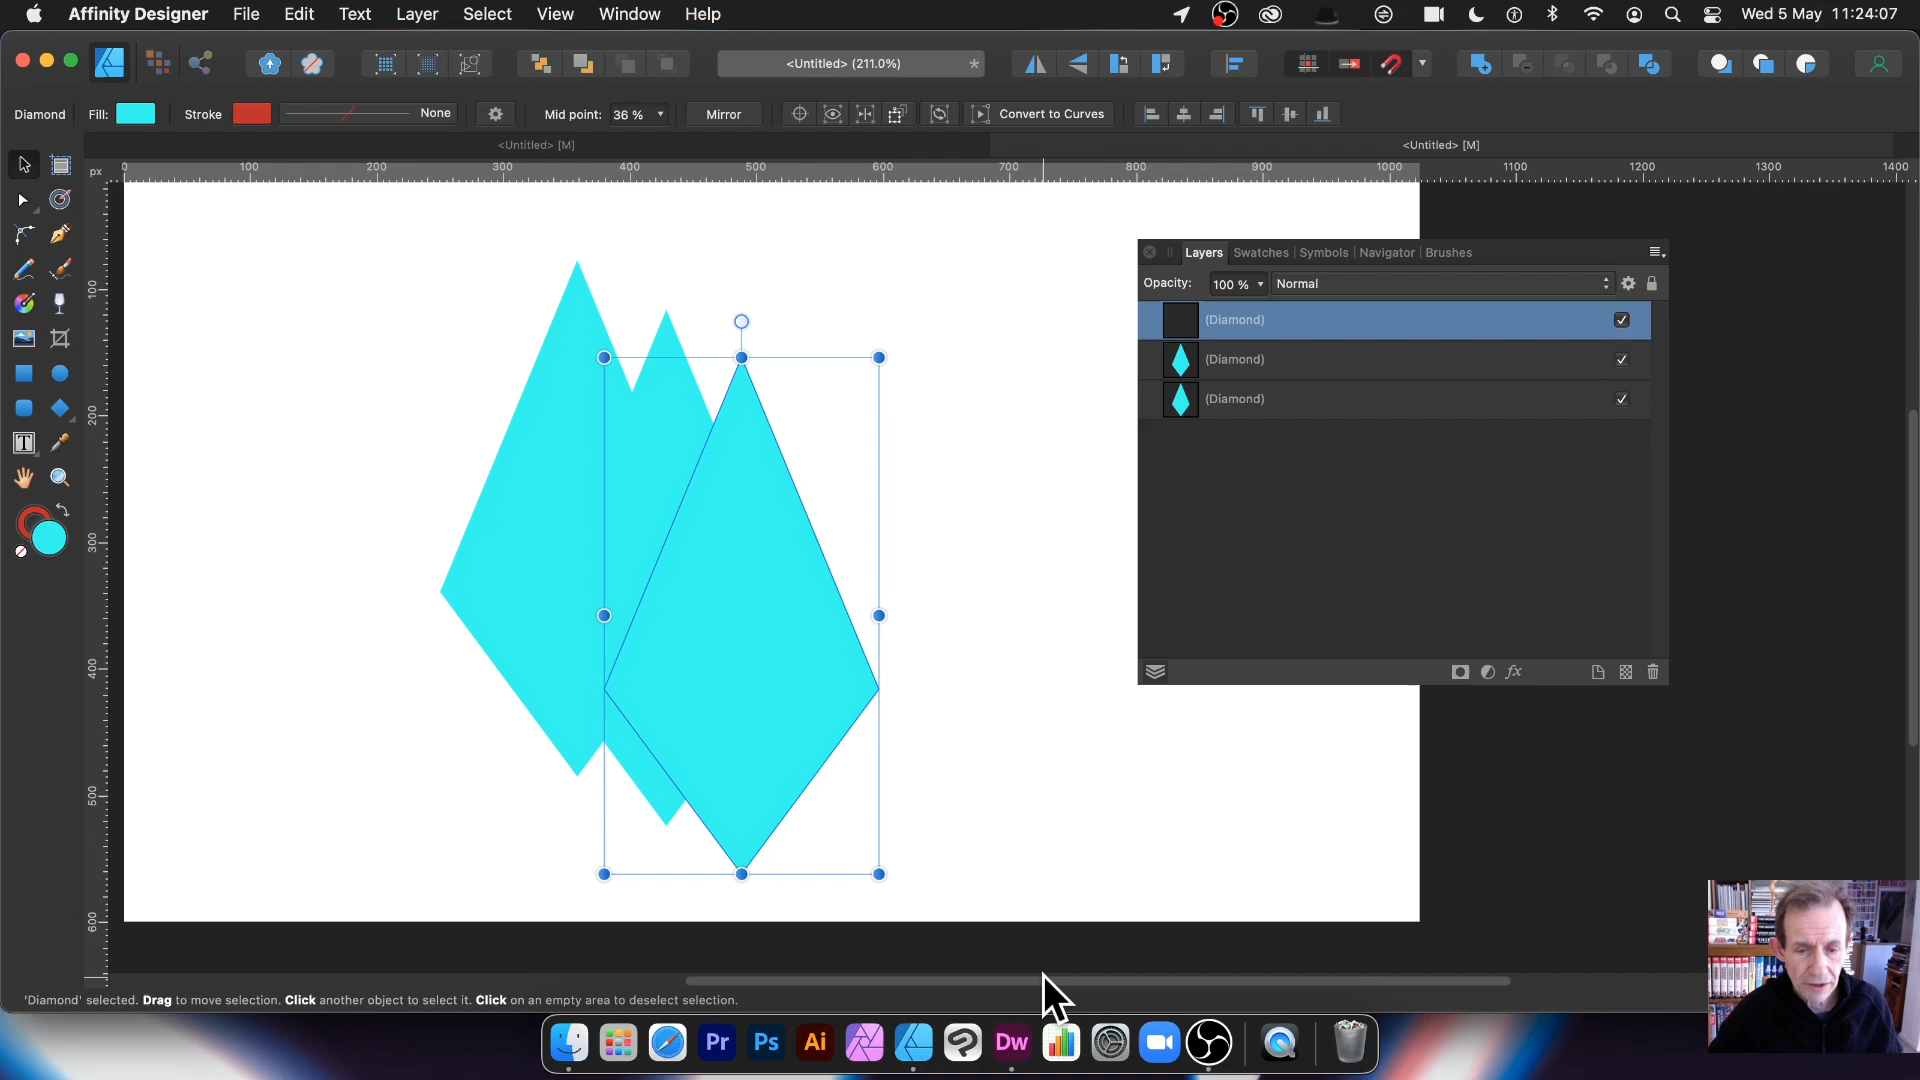 Affinity Designer File Edit Text Layer Select View Window Help Wed 5 May 11:24:07
<Untitled> (211.0%) *
Diamond Fill: Stroke None Mid point: 36 % Mirror Convert to Curves
<Untitled> [M] <Untitled> [M]
px 0 100 200 300 400 500 600 700 800 900 1000 1100 1200 1300 1400
100
200
300
400
500
600
Layers Swatches Symbols Navigator Brushes
Opacity: 100 % Normal
(Diamond)
(Diamond)
(Diamond)
fx
T
'Diamond' selected. Drag to move selection. Click another object to select it. Click on an empty area to deselect selection.
Pr Ps Ai Dw